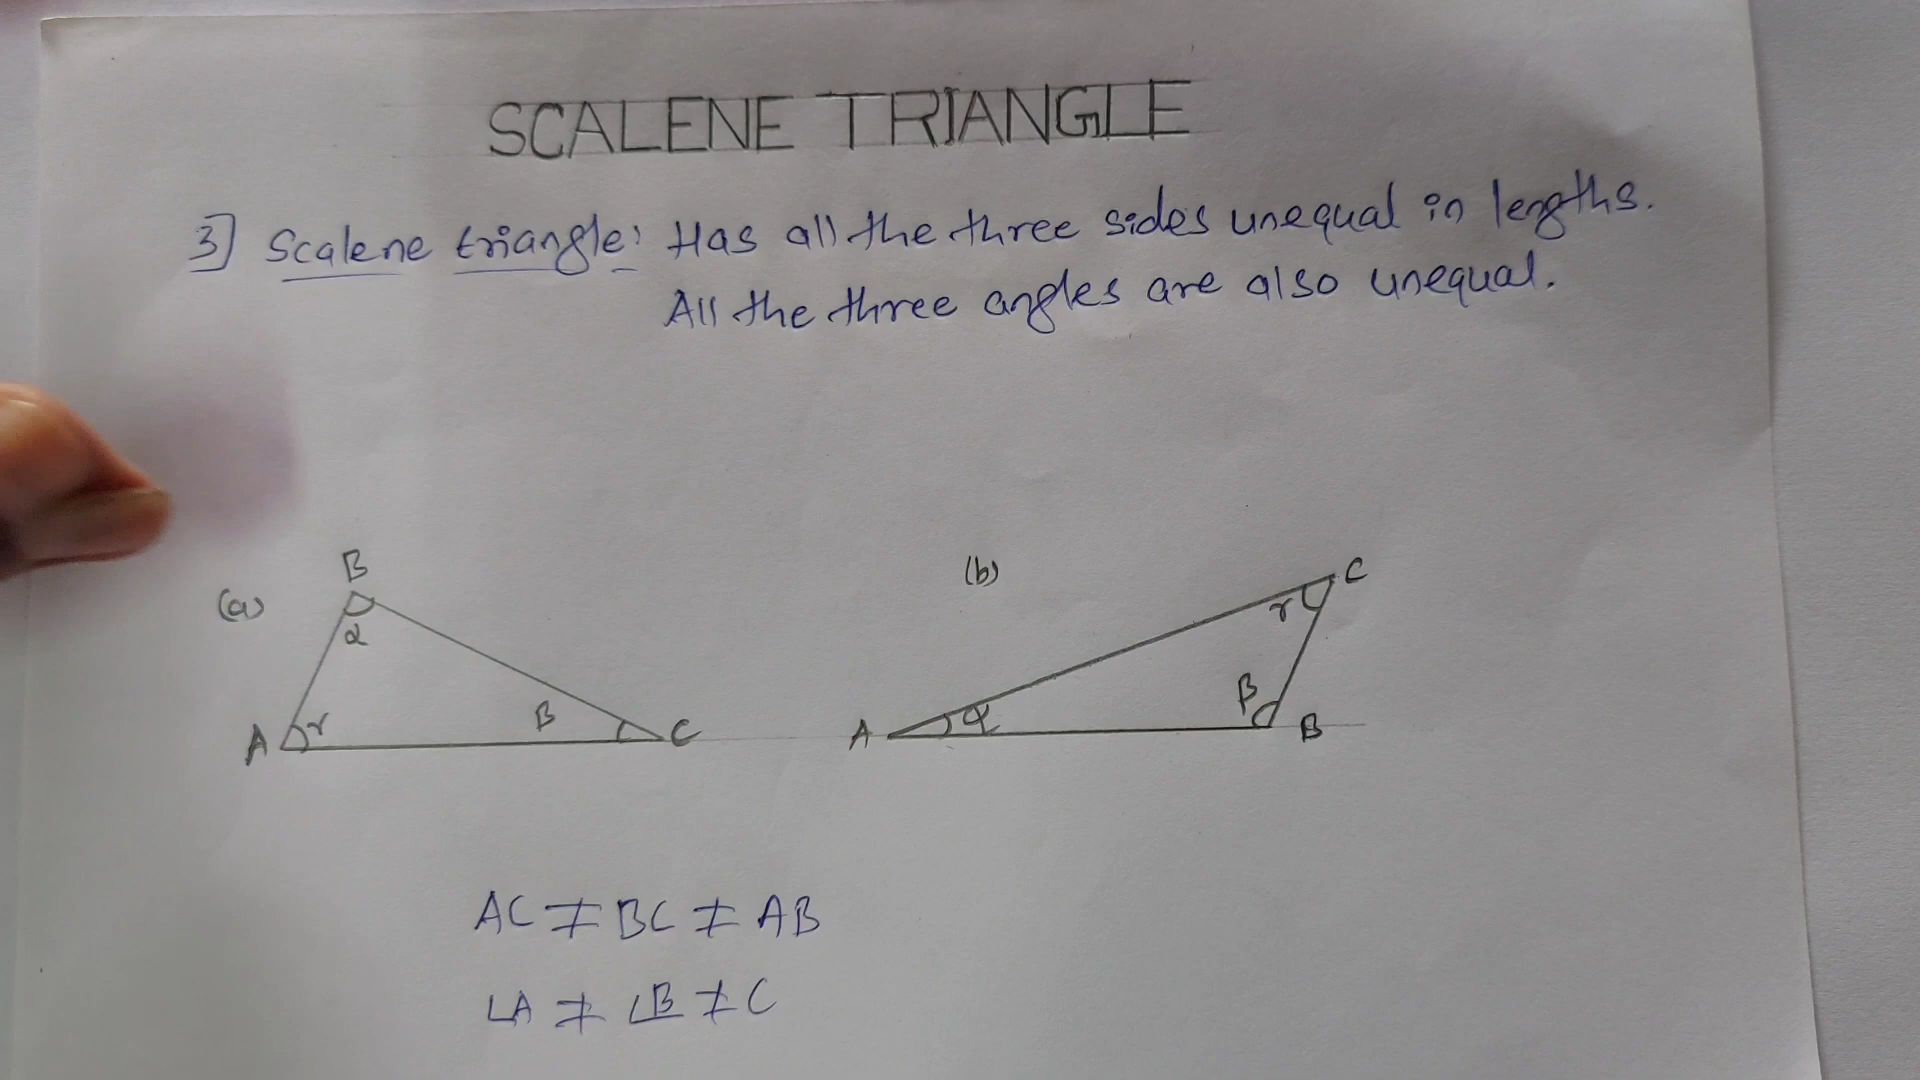 SCALENE TRIANGLE
3] Scalene triangle: Has all the three sides unequal in lengths.
All the three angles are also unequal.
(a)
B
α
A γ β C
(b)
C
γ
β
A α B
AC ≠ BC ≠ AB
∠A ≠ ∠B ≠ C